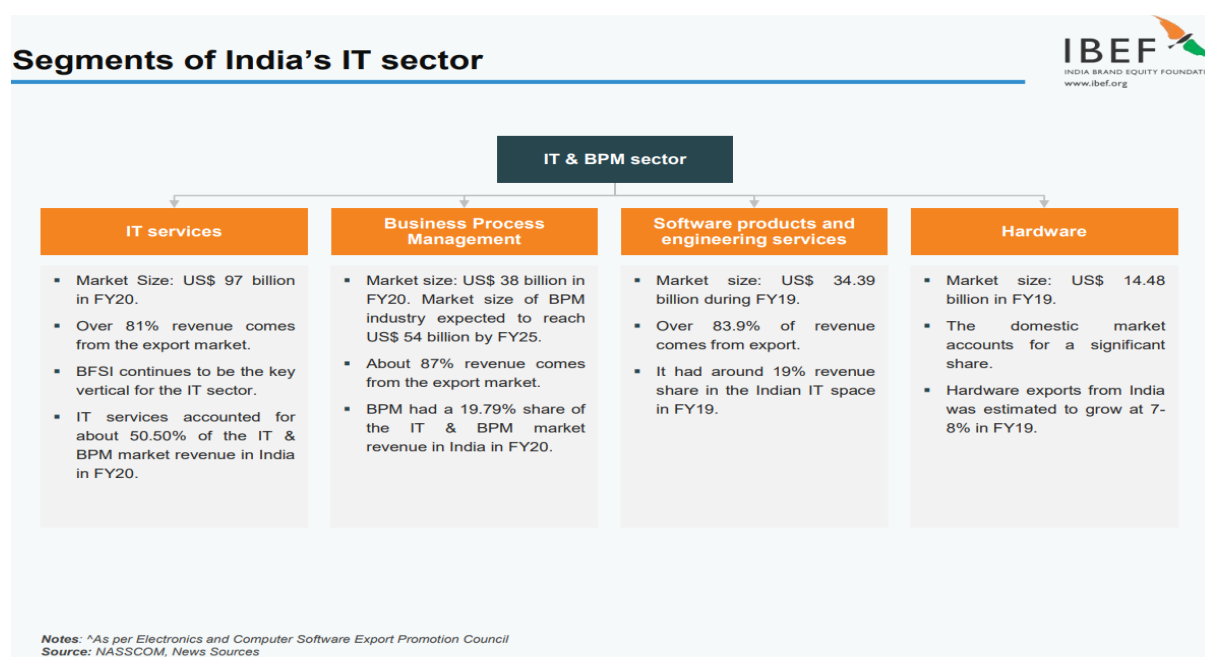 Segments of India's IT sector
IBEF
INDIA BRAND EQUITY FOUNDATI
www.ibef.org
IT & BPM sector
IT services
▪ Market Size: US$ 97 billion
in FY20.
▪ Over 81% revenue comes
from the export market.
▪ BFSI continues to be the key
vertical for the IT sector.
▪ IT services accounted for
about 50.50% of the IT &
BPM market revenue in India
in FY20.
Business Process
Management
▪ Market size: US$ 38 billion in
FY20. Market size of BPM
industry expected to reach
US$ 54 billion by FY25.
▪ About 87% revenue comes
from the export market.
▪ BPM had a 19.79% share of
the IT & BPM market
revenue in India in FY20.
Software products and
engineering services
▪ Market size: US$ 34.39
billion during FY19.
▪ Over 83.9% of revenue
comes from export.
▪ It had around 19% revenue
share in the Indian IT space
in FY19.
Hardware
▪ Market size: US$ 14.48
billion in FY19.
▪ The domestic market
accounts for a significant
share.
▪ Hardware exports from India
was estimated to grow at 7-
8% in FY19.
Notes: ^As per Electronics and Computer Software Export Promotion Council
Source: NASSCOM, News Sources